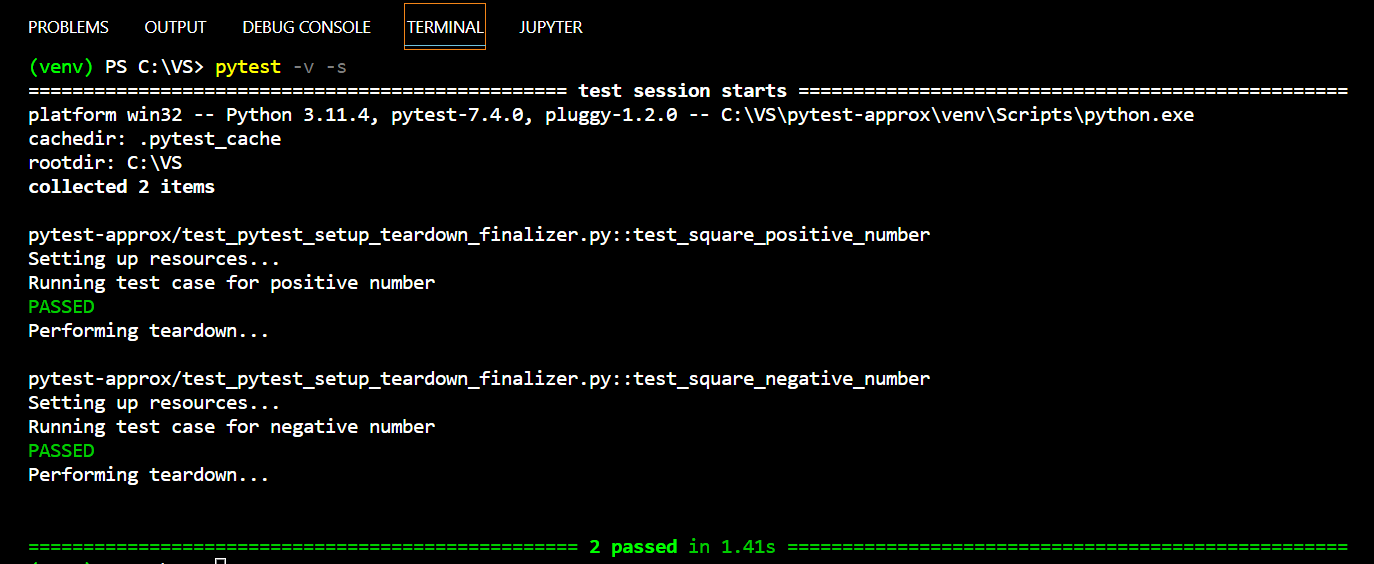 PROBLEMS OUTPUT DEBUG CONSOLE TERMINAL JUPYTER
(venv) PS C:\VS> pytest -v -s
================================================= test session starts ==================================================
platform win32 -- Python 3.11.4, pytest-7.4.0, pluggy-1.2.0 -- C:\VS\pytest-approx\venv\Scripts\python.exe
cachedir: .pytest_cache
rootdir: C:\VS
collected 2 items
pytest-approx/test_pytest_setup_teardown_finalizer.py::test_square_positive_number
Setting up resources...
Running test case for positive number
PASSED
Performing teardown...
pytest-approx/test_pytest_setup_teardown_finalizer.py::test_square_negative_number
Setting up resources...
Running test case for negative number
PASSED
Performing teardown...
================================================== 2 passed in 1.41s ===================================================